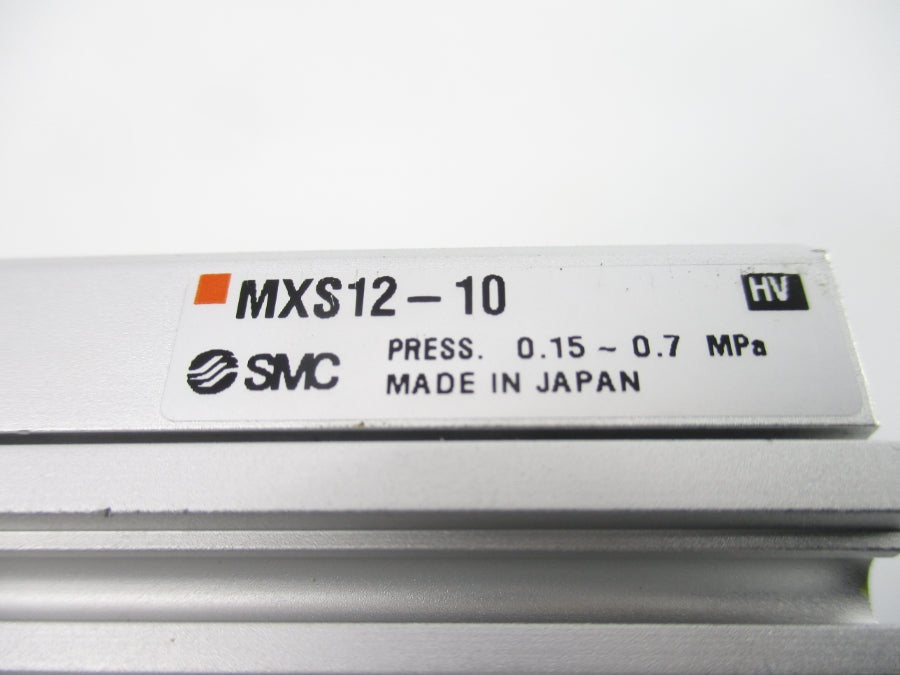 MXS12-10
HV
SMC
PRESS. 0.15 ~ 0.7 MPa
MADE IN JAPAN